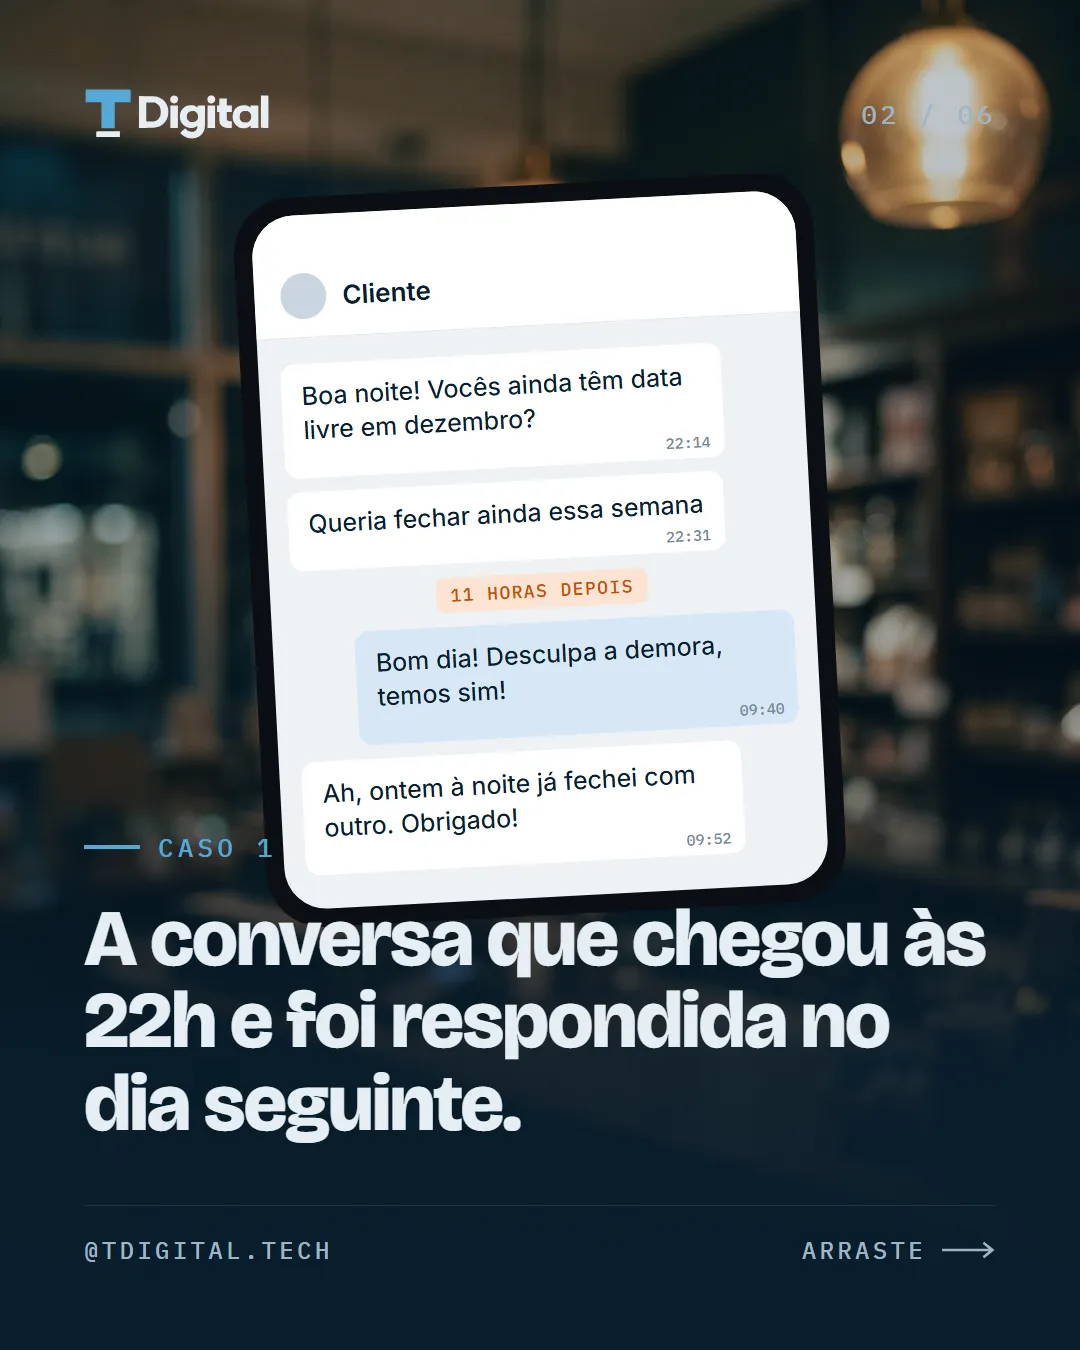 T Digital
02 / 06
Cliente
Boa noite! Vocês ainda têm data
livre em dezembro?
22:14
Queria fechar ainda essa semana
22:31
11 HORAS DEPOIS
Bom dia! Desculpa a demora,
temos sim!
09:40
Ah, ontem à noite já fechei com
outro. Obrigado!
09:52
CASO 1
A conversa que chegou às
22h e foi respondida no
dia seguinte.
@TDIGITAL.TECH
ARRASTE